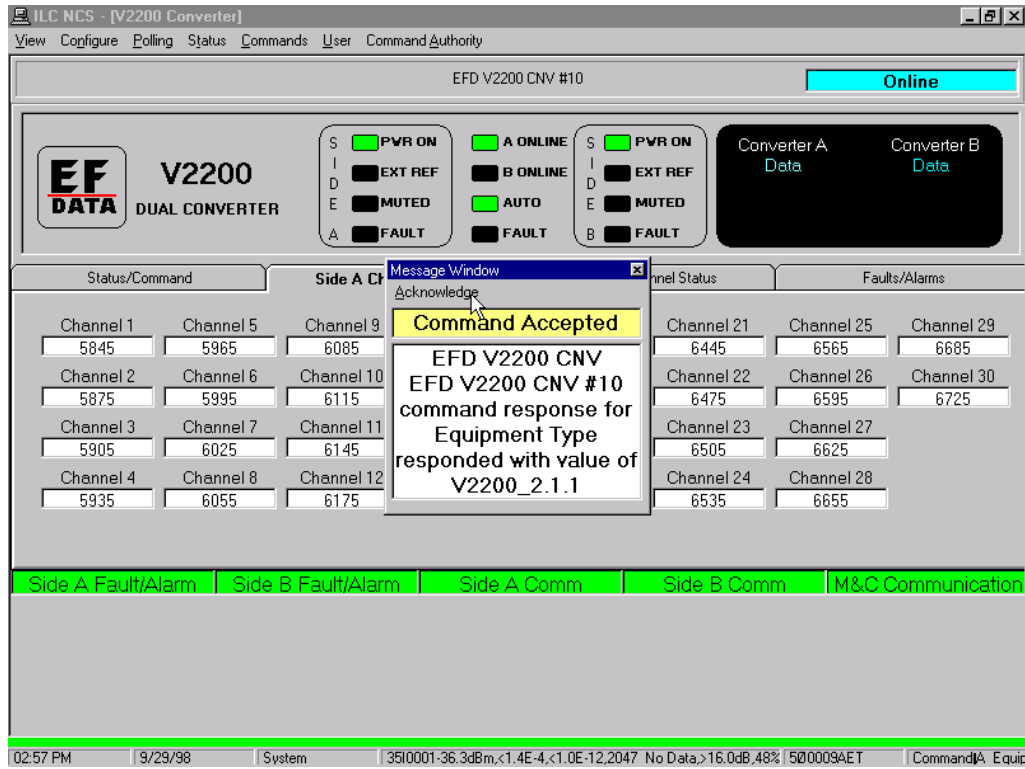 ILC NCS - [V2200 Converter]
View Configure Polling Status Commands User Command Authority
EFD V2200 CNV #10
Online
EF DATA
V2200
DUAL CONVERTER
SIDE A
PWR ON
EXT REF
MUTED
FAULT
A ONLINE
B ONLINE
AUTO
FAULT
SIDE B
PWR ON
EXT REF
MUTED
FAULT
Converter A Converter B
Data Data
Status/Command Side A Ch nnel Status Faults/Alarms
Message Window
Acknowledge
Command Accepted
EFD V2200 CNV
EFD V2200 CNV #10
command response for
Equipment Type
responded with value of
V2200_2.1.1
Channel 1 Channel 5 Channel 9 Channel 21 Channel 25 Channel 29
5845 5965 6085 6445 6565 6685
Channel 2 Channel 6 Channel 10 Channel 22 Channel 26 Channel 30
5875 5995 6115 6475 6595 6725
Channel 3 Channel 7 Channel 11 Channel 23 Channel 27
5905 6025 6145 6505 6625
Channel 4 Channel 8 Channel 12 Channel 24 Channel 28
5935 6055 6175 6535 6655
Side A Fault/Alarm Side B Fault/Alarm Side A Comm Side B Comm M&C Communication
02:57 PM 9/29/98 System 35I0001-36.3dBm,<1.4E-4,<1.0E-12,2047 No Data,>16.0dB,48% 5Ø0009AET Command A Equip